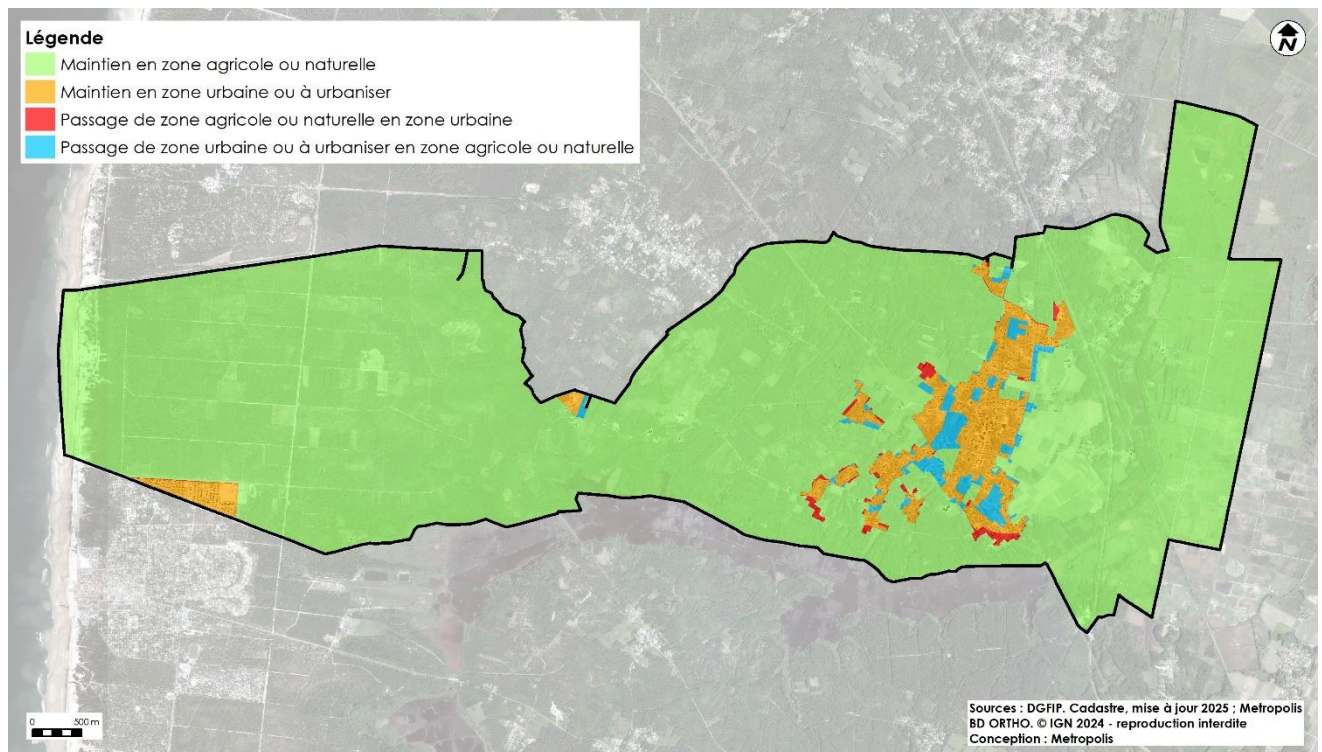 Légende
Maintien en zone agricole ou naturelle
Maintien en zone urbaine ou à urbaniser
Passage de zone agricole ou naturelle en zone urbaine
Passage de zone urbaine ou à urbaniser en zone agricole ou naturelle
N
0 500 m
Sources : DGFIP. Cadastre, mise à jour 2025 ; Metropolis
BD ORTHO. © IGN 2024 - reproduction interdite
Conception : Metropolis